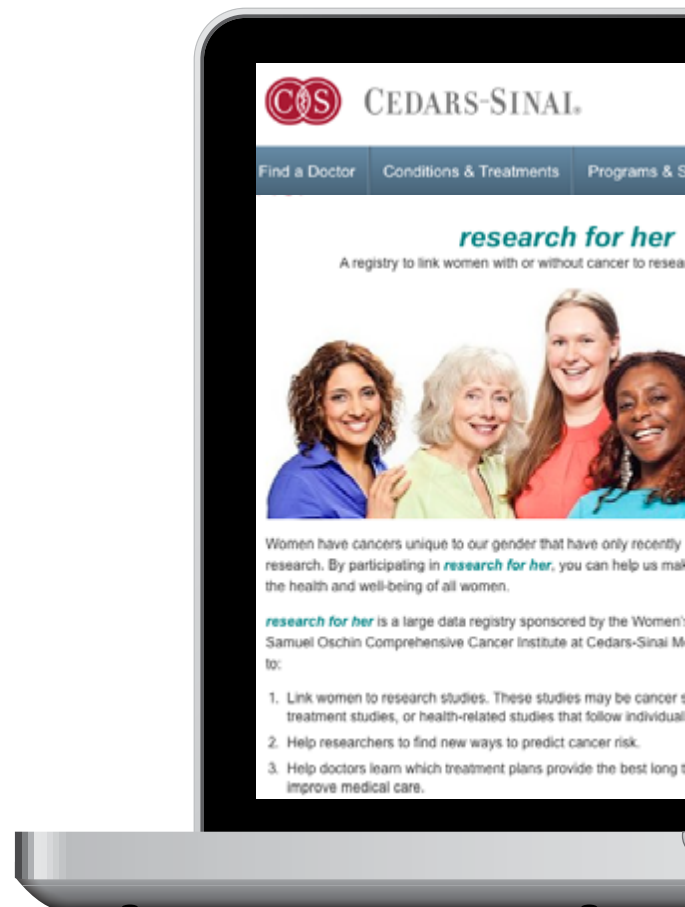 CS CEDARS-SINAI®
Find a Doctor Conditions & Treatments Programs & S
research for her
A registry to link women with or without cancer to resear
Women have cancers unique to our gender that have only recently
research. By participating in research for her, you can help us mak
the health and well-being of all women.
research for her is a large data registry sponsored by the Women's
Samuel Oschin Comprehensive Cancer Institute at Cedars-Sinai Me
to:
1. Link women to research studies. These studies may be cancer s
treatment studies, or health-related studies that follow individual
2. Help researchers to find new ways to predict cancer risk.
3. Help doctors learn which treatment plans provide the best long t
improve medical care.